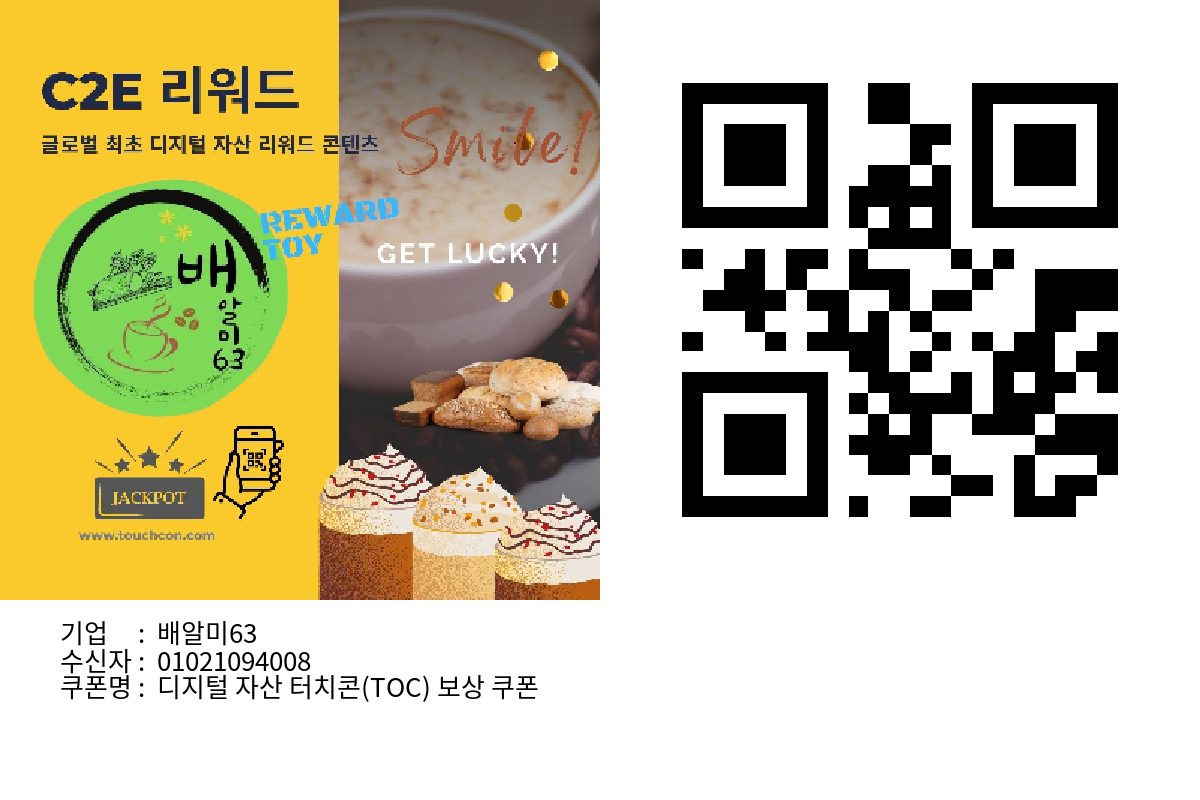 C2E 리워드
글로벌 최초 디지털 자산 리워드 콘텐츠
Smile!
REWARD
TOY
GET LUCKY!
배
알
미
63
JACKPOT
www.touchcon.com
기업 : 배알미63
수신자 : 01021094008
쿠폰명 : 디지털 자산 터치콘(TOC) 보상 쿠폰